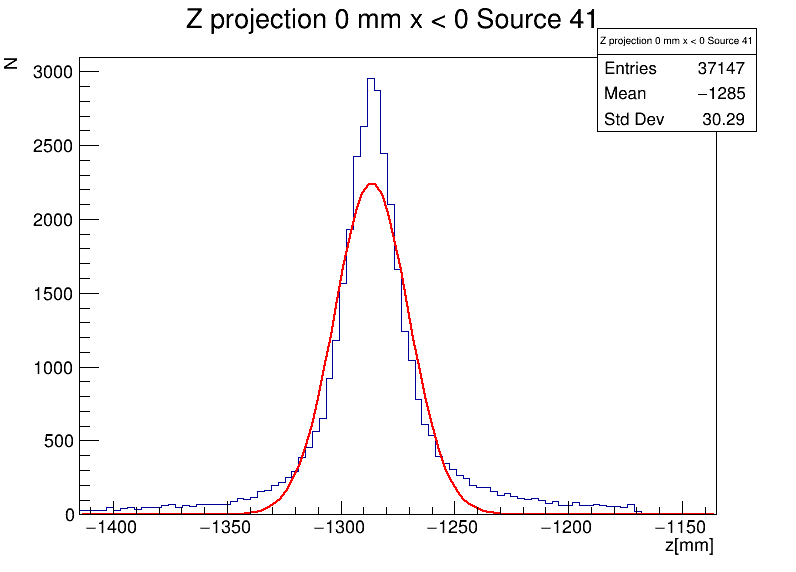 Z projection 0 mm x < 0 Source 41
Z projection 0 mm x < 0 Source 41
Entries 37147
Mean −1285
Std Dev 30.29
N
3000
2500
2000
1500
1000
500
0
−1400 −1350 −1300 −1250 −1200 −1150
z[mm]